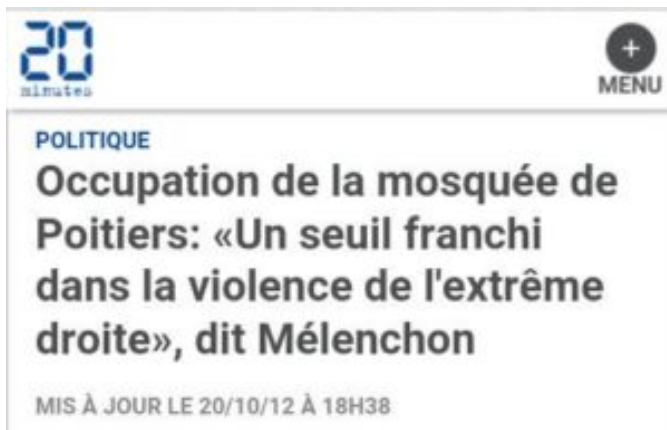 20
minutes
MENU
POLITIQUE
Occupation de la mosquée de
Poitiers: «Un seuil franchi
dans la violence de l'extrême
droite», dit Mélenchon
MIS À JOUR LE 20/10/12 À 18H38